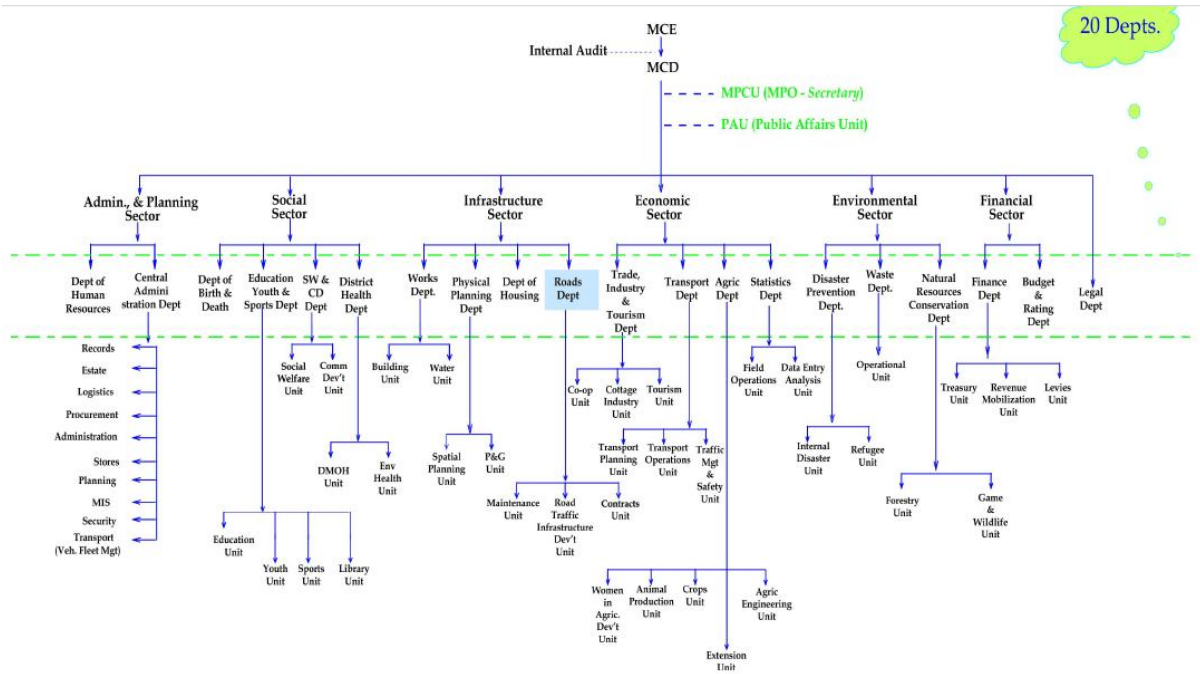 20 Depts.
MCE
Internal Audit
MCD
MPCU (MPO - Secretary)
PAU (Public Affairs Unit)
Admin., & Planning
Sector
Social
Sector
Infrastructure
Sector
Economic
Sector
Environmental
Sector
Financial
Sector
Dept of
Human
Resources
Central
Admini
stration Dept
Dept of
Birth &
Death
Education
Youth &
Sports Dept
SW &
CD
Dept
District
Health
Dept
Works
Dept.
Physical
Planning
Dept
Dept of
Housing
Roads
Dept
Trade,
Industry
&
Tourism
Dept
Transport
Dept
Agric
Dept
Statistics
Dept
Disaster
Prevention
Dept.
Waste
Dept.
Natural
Resources
Conservation
Dept
Finance
Dept
Budget
&
Rating
Dept
Legal
Dept
Records
Estate
Logistics
Procurement
Administration
Stores
Planning
MIS
Security
Transport
(Veh. Fleet Mgt)
Social
Welfare
Unit
Comm
Dev't
Unit
Building
Unit
Water
Unit
Co-op
Unit
Cottage
Industry
Unit
Tourism
Unit
Field
Operations
Unit
Data Entry
Analysis
Unit
Operational
Unit
Treasury
Unit
Revenue
Mobilization
Unit
Levies
Unit
DMOH
Unit
Env
Health
Unit
Spatial
Planning
Unit
P&G
Unit
Transport
Planning
Unit
Transport
Operations
Unit
Traffic
Mgt
&
Safety
Unit
Internal
Disaster
Unit
Refugee
Unit
Maintenance
Unit
Road
Traffic
Infrastructure
Dev't
Unit
Contracts
Unit
Forestry
Unit
Game
&
Wildlife
Unit
Education
Unit
Youth
Unit
Sports
Unit
Library
Unit
Women
in
Agric.
Dev't
Unit
Animal
Production
Unit
Crops
Unit
Agric
Engineering
Unit
Extension
Unit